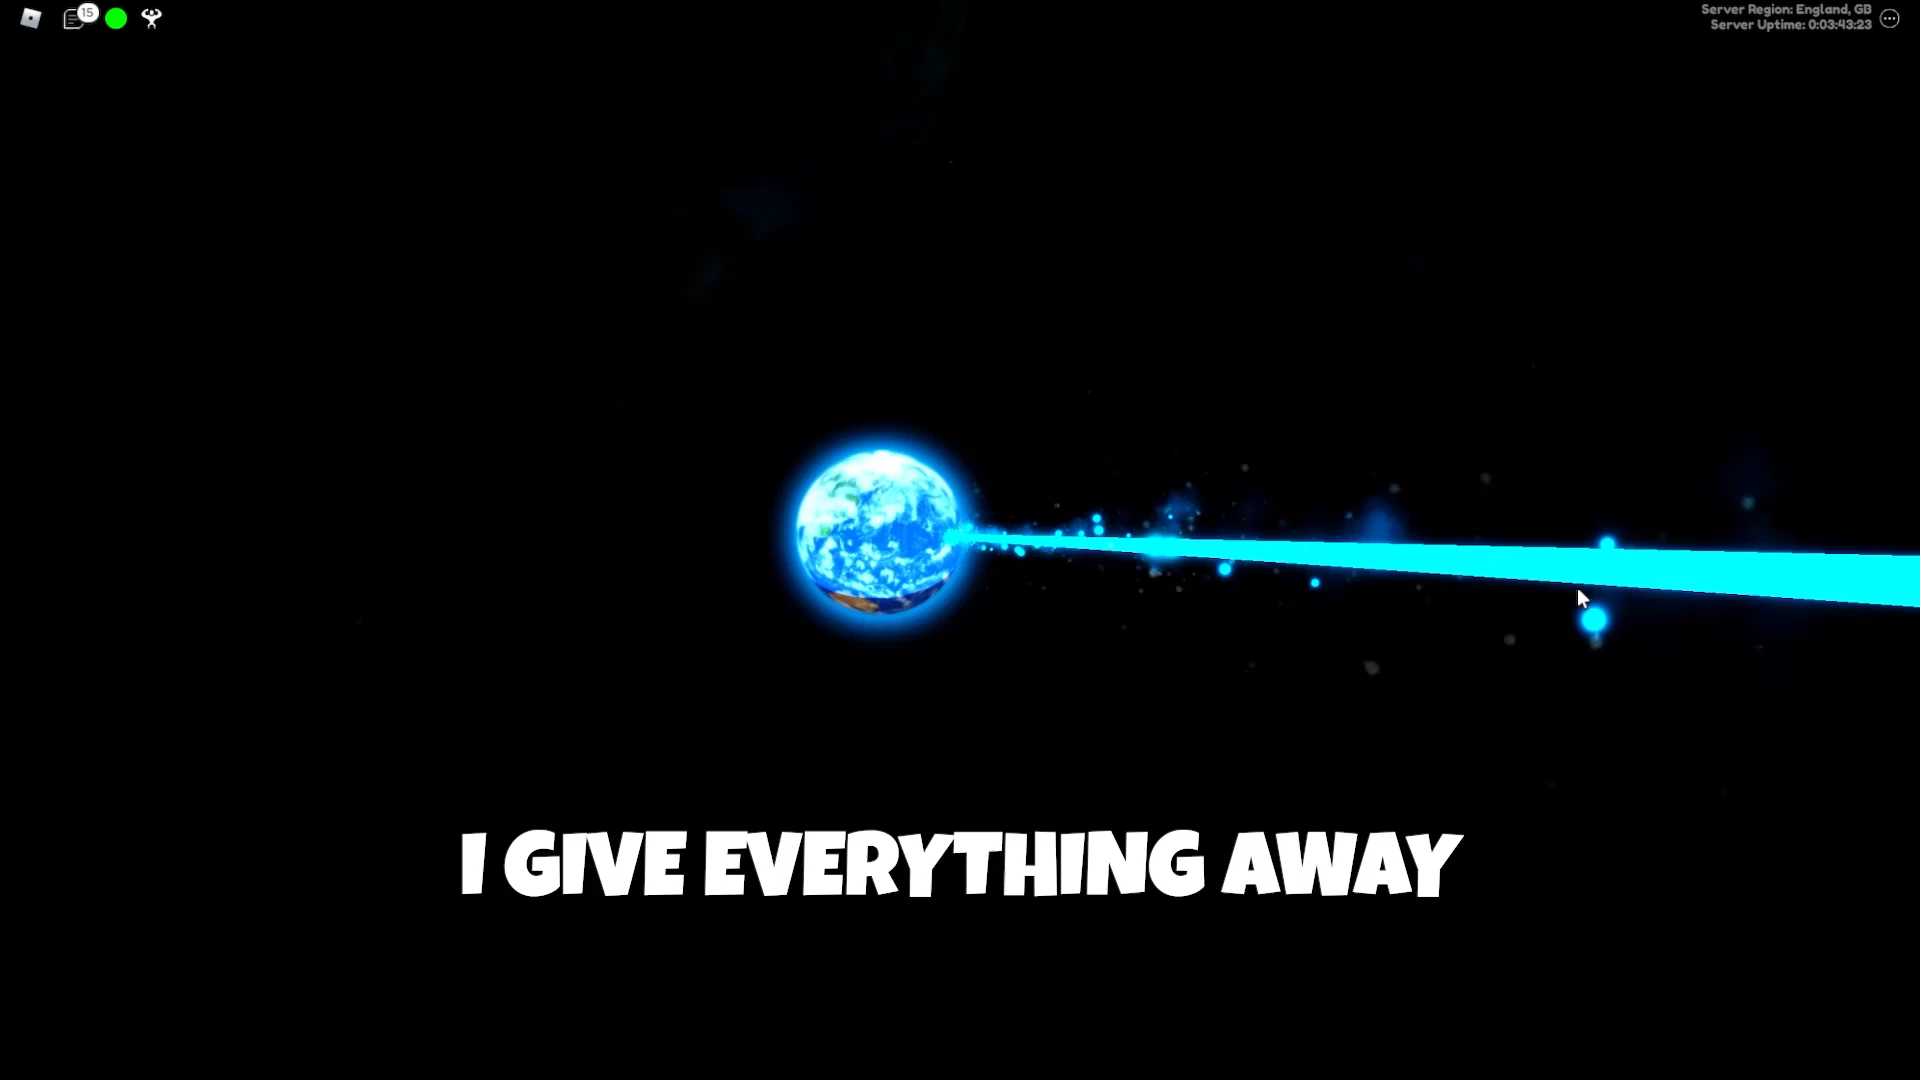 15
Server Region: England, GB
Server Uptime: 0:03:43:23
I GIVE EVERYTHING AWAY